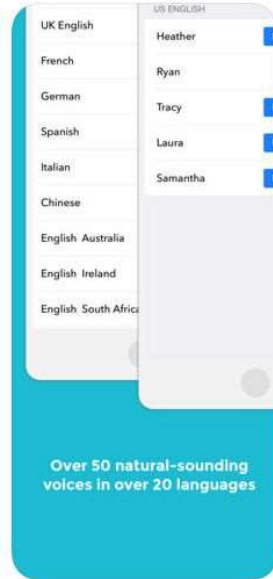 UK English
French
German
Spanish
Italian
Chinese
English Australia
English Ireland
English South Africa
US ENGLISH
Heather
Ryan
Tracy
Laura
Samantha
Over 50 natural-sounding
voices in over 20 languages